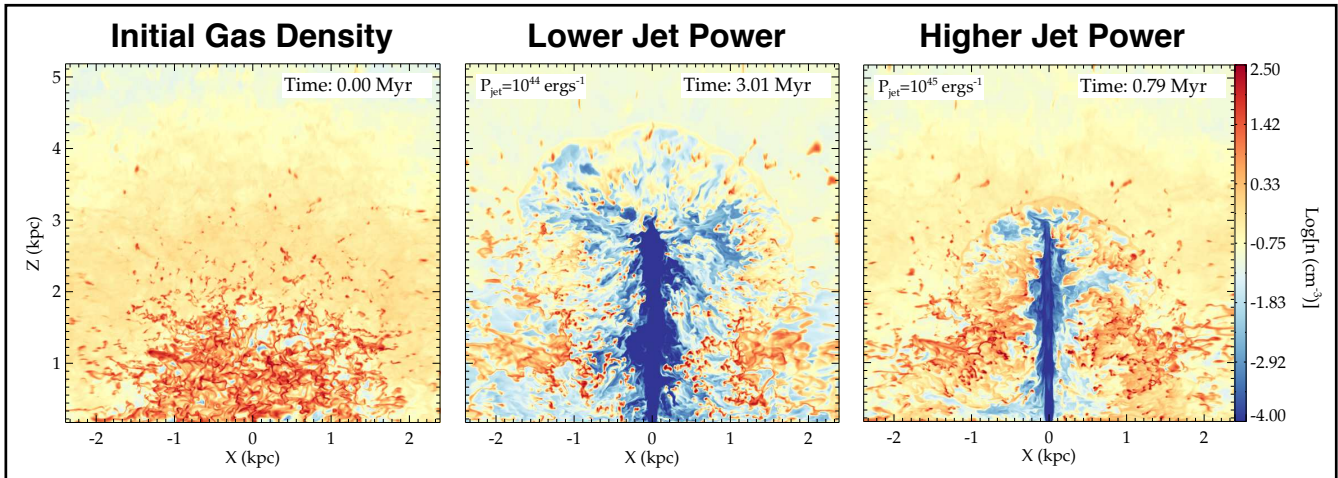 Initial Gas Density
Lower Jet Power
Higher Jet Power
Time: 0.00 Myr
P_jet=10^44 ergs^-1
Time: 3.01 Myr
P_jet=10^45 ergs^-1
Time: 0.79 Myr
Z (kpc)
5
4
3
2
1
-2 -1 0 1 2
X (kpc)
-2 -1 0 1 2
X (kpc)
-2 -1 0 1 2
X (kpc)
2.50
1.42
0.33
-0.75
-1.83
-2.92
-4.00
Log[n (cm^-3)]